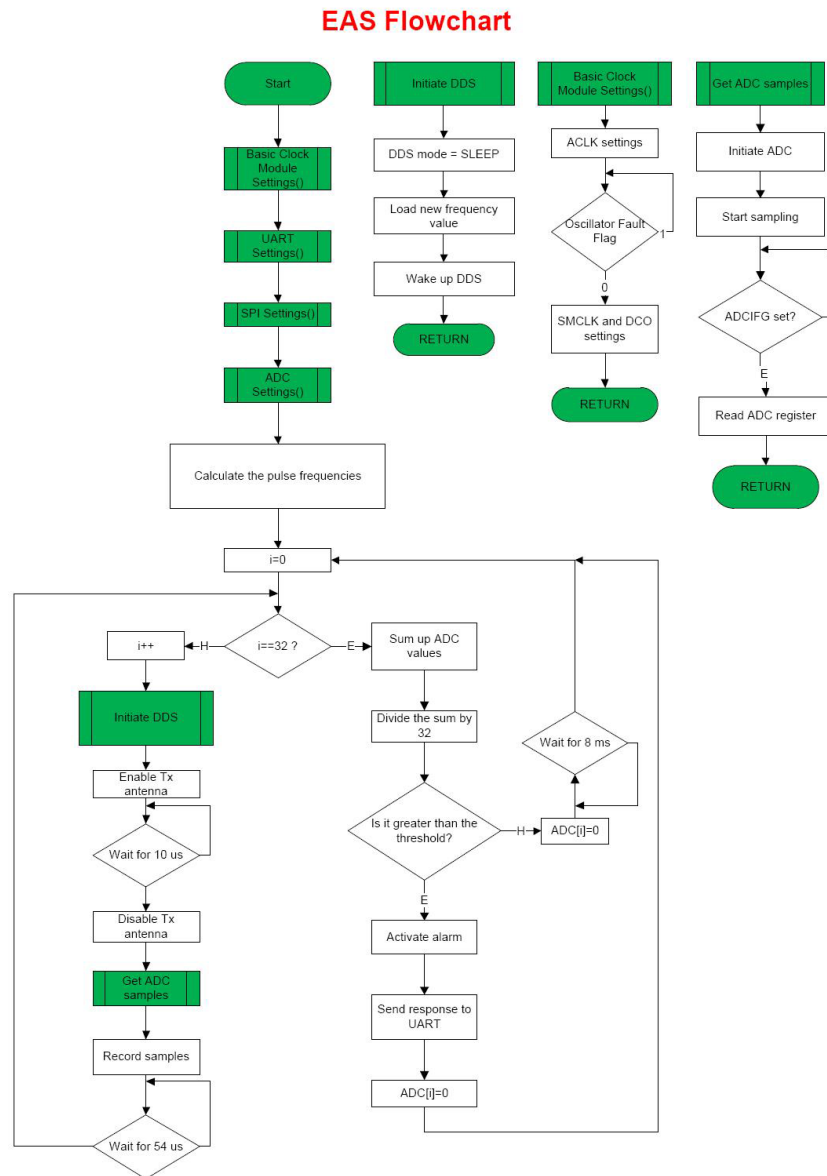 EAS Flowchart
Start
Basic Clock
Module
Settings()
UART
Settings()
SPI Settings()
ADC
Settings()
Calculate the pulse frequencies
i=0
i==32 ?
H
E
i++
Initiate DDS
Enable Tx
antenna
Wait for 10 us
Disable Tx
antenna
Get ADC
samples
Record samples
Wait for 54 us
Sum up ADC
values
Divide the sum by
32
Is it greater than the
threshold?
H
E
ADC[i]=0
Wait for 8 ms
Activate alarm
Send response to
UART
ADC[i]=0
Initiate DDS
DDS mode = SLEEP
Load new frequency
value
Wake up DDS
RETURN
Basic Clock
Module Settings()
ACLK settings
Oscillator Fault
Flag
1
0
SMCLK and DCO
settings
RETURN
Get ADC samples
Initiate ADC
Start sampling
ADCIFG set?
E
Read ADC register
RETURN